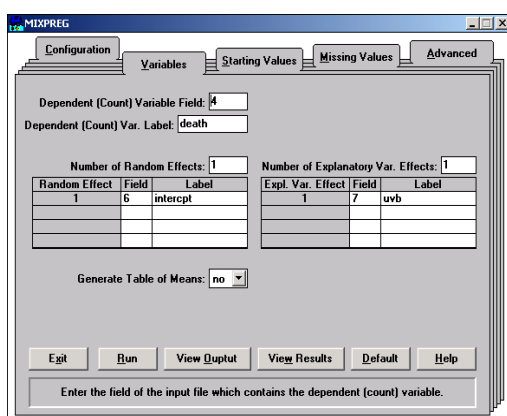 MIXPREG
Configuration
Variables
Starting Values
Missing Values
Advanced
Dependent (Count) Variable Field: 4
Dependent (Count) Var. Label: death
Number of Random Effects: 1
Number of Explanatory Var. Effects: 1
Random Effect Field Label
1 6 intercpt
Expl. Var. Effect Field Label
1 7 uvb
Generate Table of Means: no
Exit
Run
View Ouptut
View Results
Default
Help
Enter the field of the input file which contains the dependent (count) variable.